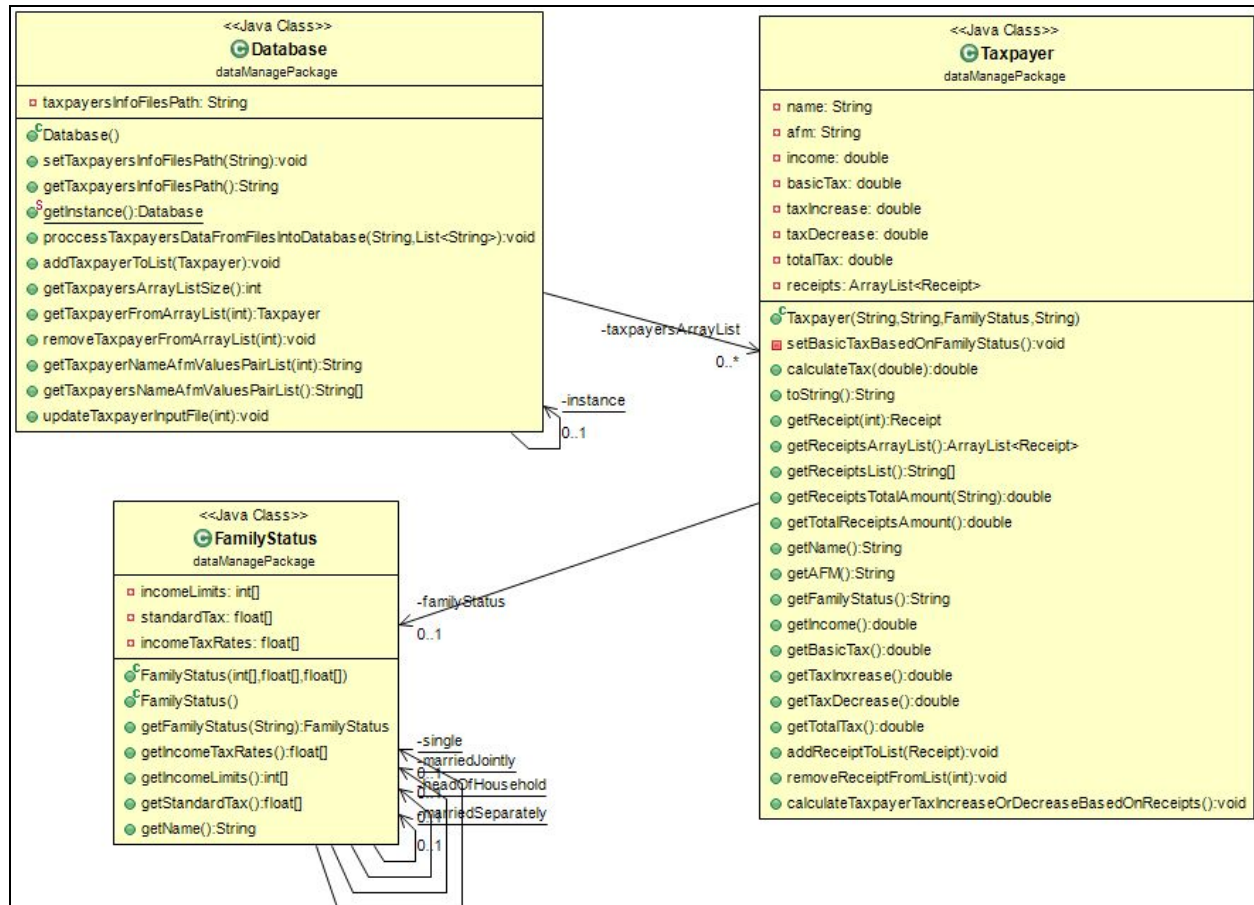 <<Java Class>>
Database
dataManagePackage
taxpayersInfoFilesPath: String
Database()
setTaxpayersInfoFilesPath(String):void
getTaxpayersInfoFilesPath():String
getInstance():Database
proccessTaxpayersDataFromFilesIntoDatabase(String,List<String>):void
addTaxpayerToList(Taxpayer):void
getTaxpayersArrayListSize():int
getTaxpayerFromArrayList(int):Taxpayer
removeTaxpayerFromArrayList(int):void
getTaxpayerNameAfmValuesPairList(int):String
getTaxpayersNameAfmValuesPairList():String[]
updateTaxpayerInputFile(int):void
-taxpayersArrayList
0..*
-instance
0..1
<<Java Class>>
Taxpayer
dataManagePackage
name: String
afm: String
income: double
basicTax: double
taxIncrease: double
taxDecrease: double
totalTax: double
receipts: ArrayList<Receipt>
Taxpayer(String,String,FamilyStatus,String)
setBasicTaxBasedOnFamilyStatus():void
calculateTax(double):double
toString():String
getReceipt(int):Receipt
getReceiptsArrayList():ArrayList<Receipt>
getReceiptsList():String[]
getReceiptsTotalAmount(String):double
getTotalReceiptsAmount():double
getName():String
getAFM():String
getFamilyStatus():String
getIncome():double
getBasicTax():double
getTaxInxrease():double
getTaxDecrease():double
getTotalTax():double
addReceiptToList(Receipt):void
removeReceiptFromList(int):void
calculateTaxpayerTaxIncreaseOrDecreaseBasedOnReceipts():void
<<Java Class>>
FamilyStatus
dataManagePackage
incomeLimits: int[]
standardTax: float[]
incomeTaxRates: float[]
FamilyStatus(int[],float[],float[])
FamilyStatus()
getFamilyStatus(String):FamilyStatus
getIncomeTaxRates():float[]
getIncomeLimits():int[]
getStandardTax():float[]
getName():String
-familyStatus
0..1
-single
-marriedJointly
0..1
-headOfHousehold
0..1
-marriedSeparately
0..1
0..1